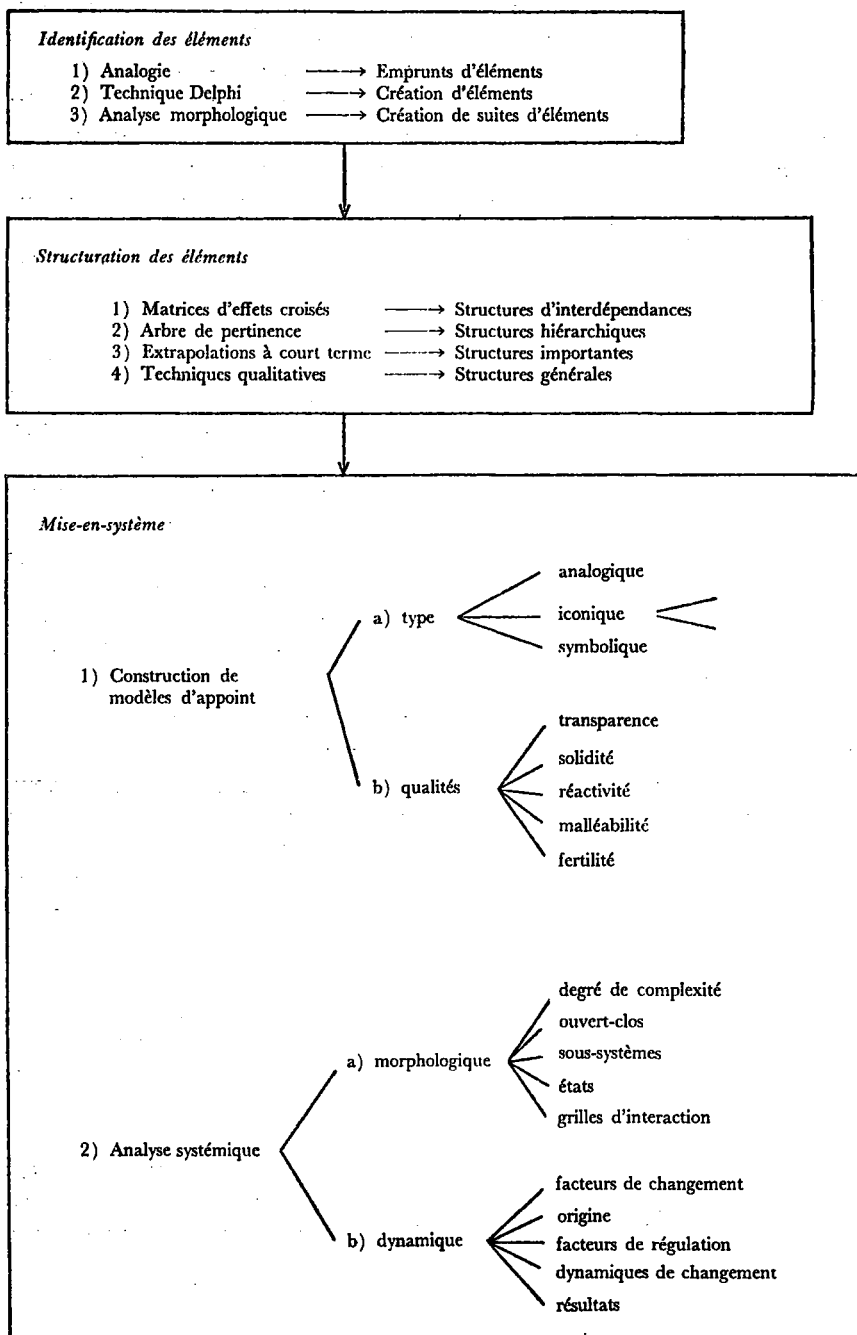 Identification des éléments
1) Analogie ⟶ Emprunts d'éléments
2) Technique Delphi ⟶ Création d'éléments
3) Analyse morphologique ⟶ Création de suites d'éléments
Structuration des éléments
1) Matrices d'effets croisés ⟶ Structures d'interdépendances
2) Arbre de pertinence ⟶ Structures hiérarchiques
3) Extrapolations à court terme ⟶ Structures importantes
4) Techniques qualitatives ⟶ Structures générales
Mise-en-système
1) Construction de
modèles d'appoint
a) type
analogique
iconique
symbolique
b) qualités
transparence
solidité
réactivité
malléabilité
fertilité
2) Analyse systémique
a) morphologique
degré de complexité
ouvert-clos
sous-systèmes
états
grilles d'interaction
b) dynamique
facteurs de changement
origine
facteurs de régulation
dynamiques de changement
résultats